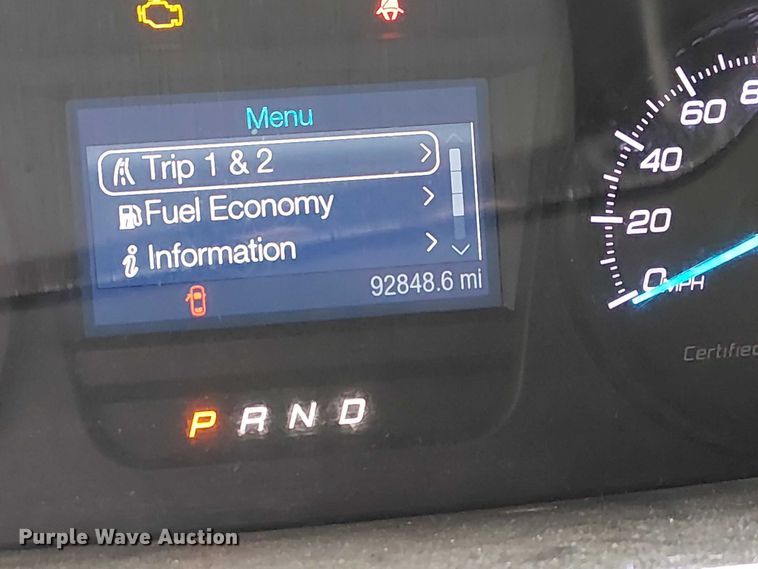 Menu
Trip 1 & 2
Fuel Economy
Information
92848.6 mi
P R N D
0 MPH
20
40
60
Certified
Purple Wave Auction